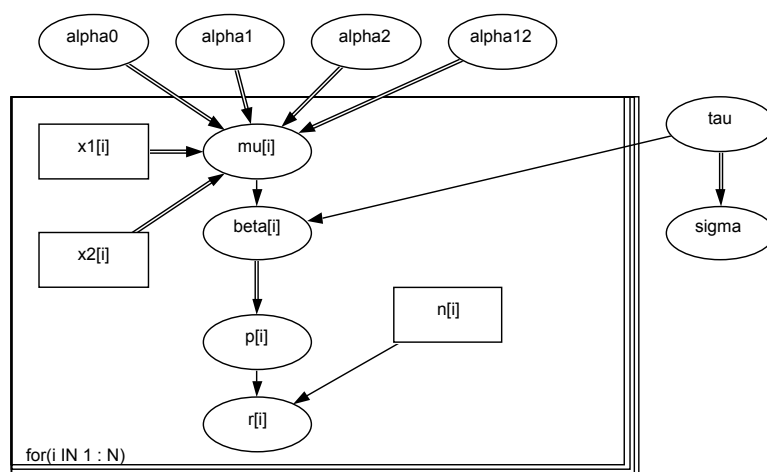 alpha0
alpha1
alpha2
alpha12
tau
x1[i]
mu[i]
x2[i]
beta[i]
sigma
n[i]
p[i]
r[i]
for(i IN 1 : N)